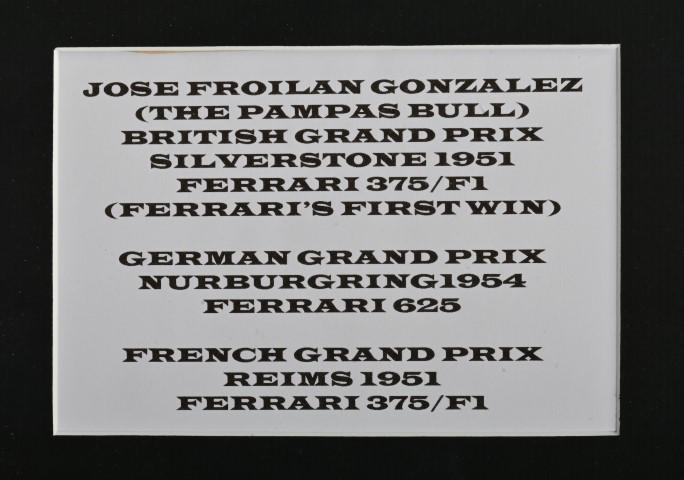 JOSE FROILAN GONZALEZ
(THE PAMPAS BULL)
BRITISH GRAND PRIX
SILVERSTONE 1951
FERRARI 375/F1
(FERRARI'S FIRST WIN)
GERMAN GRAND PRIX
NURBURGRING1954
FERRARI 625
FRENCH GRAND PRIX
REIMS 1951
FERRARI 375/F1